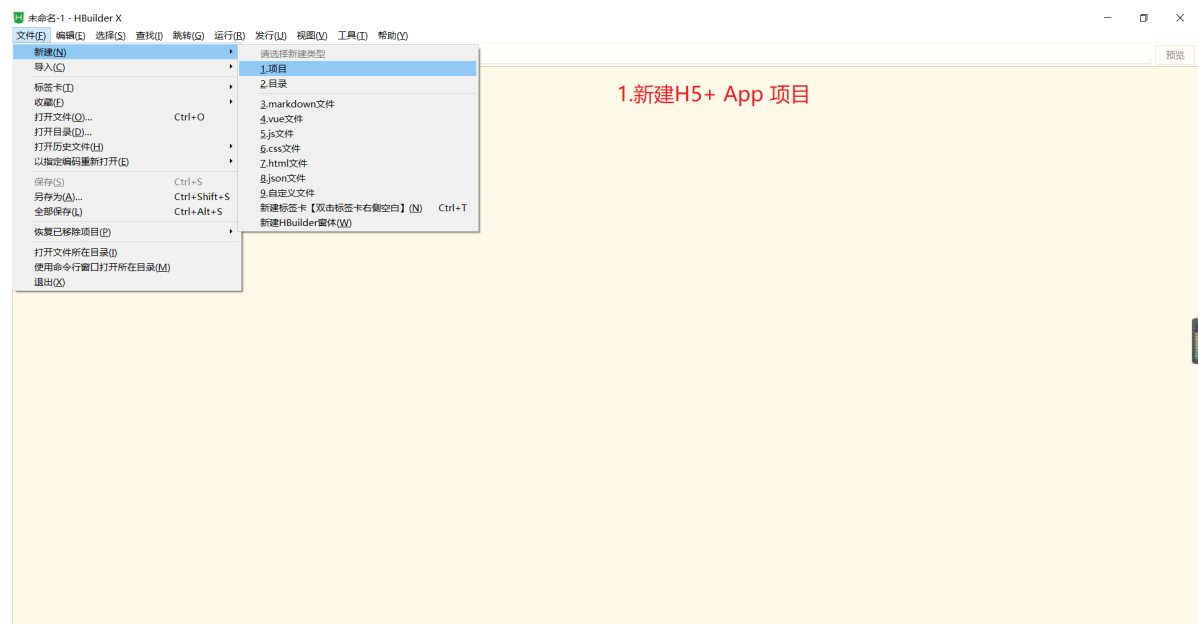 未命名-1 - HBuilder X
文件(F) 编辑(E) 选择(S) 查找(I) 跳转(G) 运行(R) 发行(U) 视图(V) 工具(T) 帮助(Y)
新建(N)
导入(C)
标签卡(T)
收藏(F)
打开文件(O)... Ctrl+O
打开目录(D)...
打开历史文件(H)
以指定编码重新打开(E)
保存(S) Ctrl+S
另存为(A)... Ctrl+Shift+S
全部保存(L) Ctrl+Alt+S
恢复已移除项目(P)
打开文件所在目录(I)
使用命令行窗口打开所在目录(M)
退出(X)
请选择新建类型
1.项目
2.目录
3.markdown文件
4.vue文件
5.js文件
6.css文件
7.html文件
8.json文件
9.自定义文件
新建标签卡【双击标签卡右侧空白】(N) Ctrl+T
新建HBuilder窗体(W)
预览
1.新建H5+ App 项目